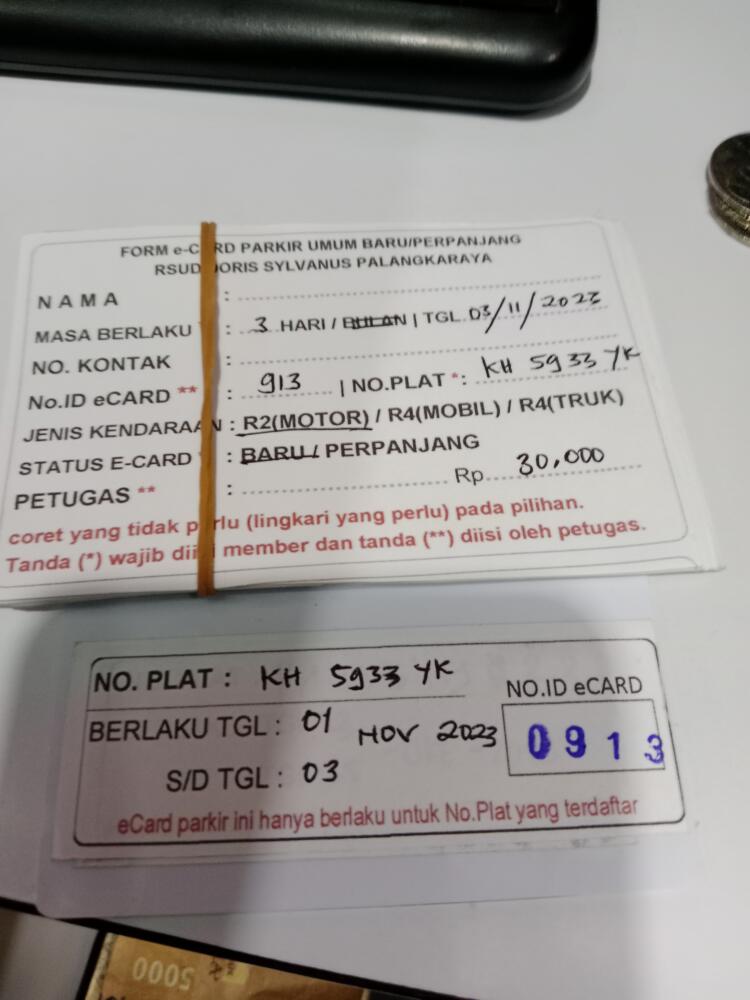 FORM e-CARD PARKIR UMUM BARU/PERPANJANG
RSUD DORIS SYLVANUS PALANGKARAYA
NAMA :
MASA BERLAKU : 3 HARI / BULAN | TGL. 03/11/2023
NO. KONTAK :
No.ID eCARD ** : 913 | NO.PLAT *: KH 5933 YK
JENIS KENDARAAN : R2(MOTOR) / R4(MOBIL) / R4(TRUK)
STATUS E-CARD : BARU / PERPANJANG
PETUGAS ** : Rp. 30,000
coret yang tidak perlu (lingkari yang perlu) pada pilihan.
Tanda (*) wajib diisi member dan tanda (**) diisi oleh petugas.
NO. PLAT : KH 5933 YK
NO.ID eCARD
BERLAKU TGL : 01 NOV 2023
0913
S/D TGL : 03
eCard parkir ini hanya berlaku untuk No.Plat yang terdaftar
5000